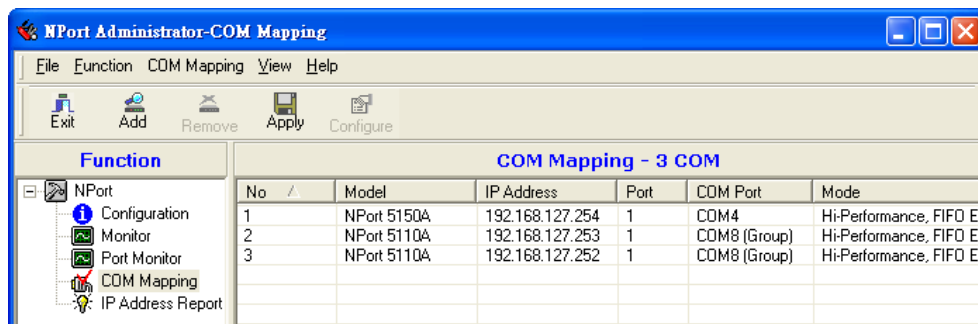 NPort Administrator-COM Mapping
File Function COM Mapping View Help
Exit Add Remove Apply Configure
Function
COM Mapping - 3 COM
NPort
Configuration
Monitor
Port Monitor
COM Mapping
IP Address Report
No Model IP Address Port COM Port Mode
1 NPort 5150A 192.168.127.254 1 COM4 Hi-Performance, FIFO E
2 NPort 5110A 192.168.127.253 1 COM8 (Group) Hi-Performance, FIFO E
3 NPort 5110A 192.168.127.252 1 COM8 (Group) Hi-Performance, FIFO E